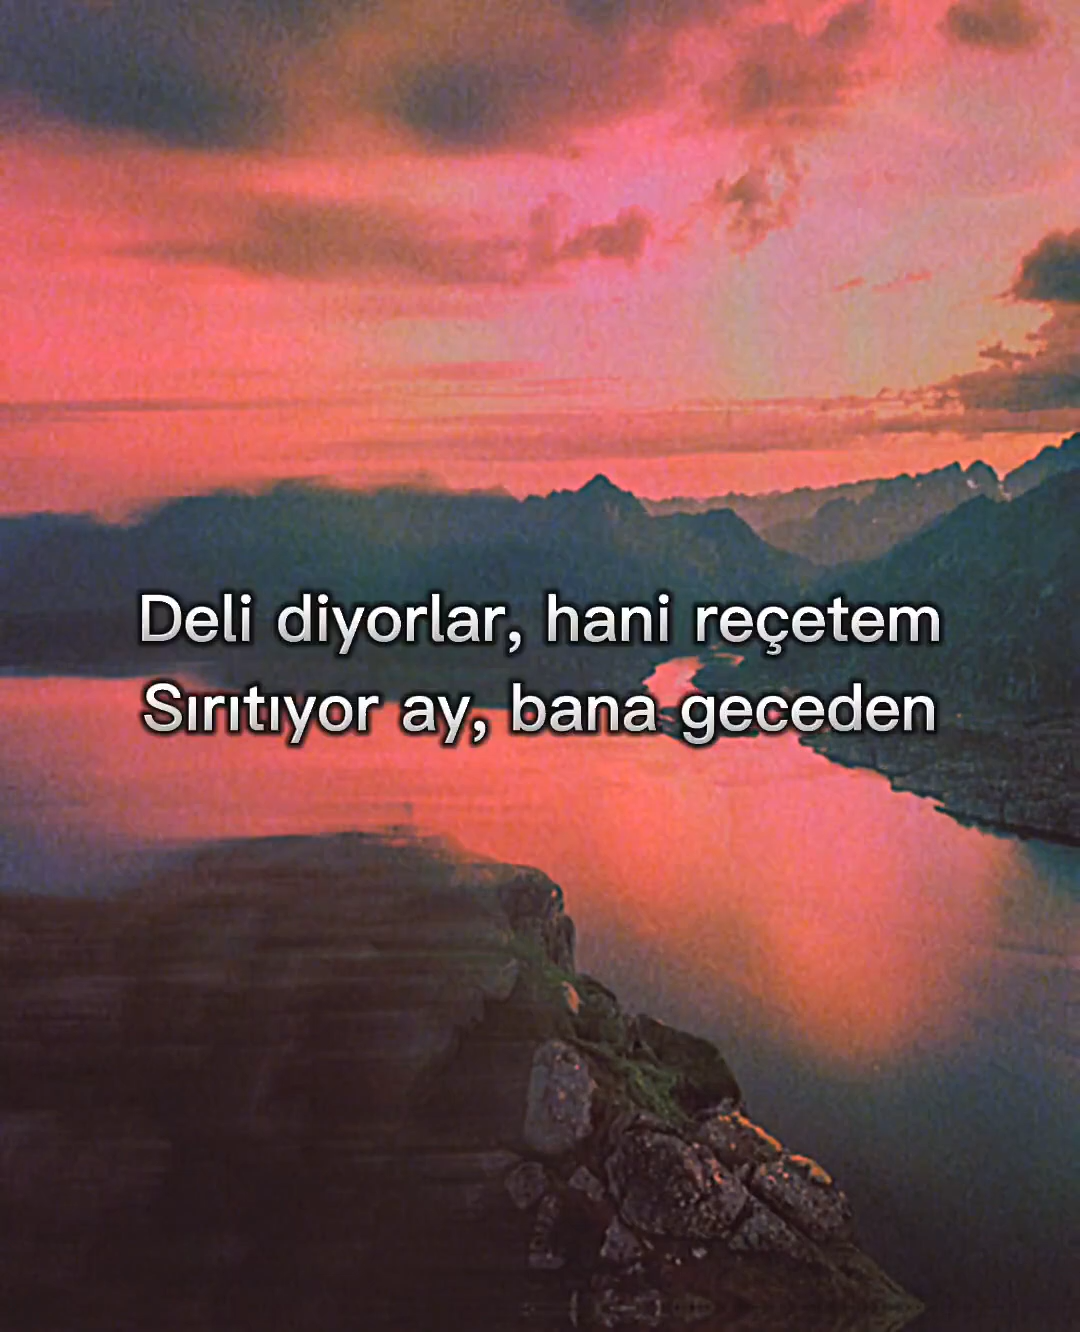 Deli diyorlar, hani reçetem
Sırıtıyor ay, bana geceden